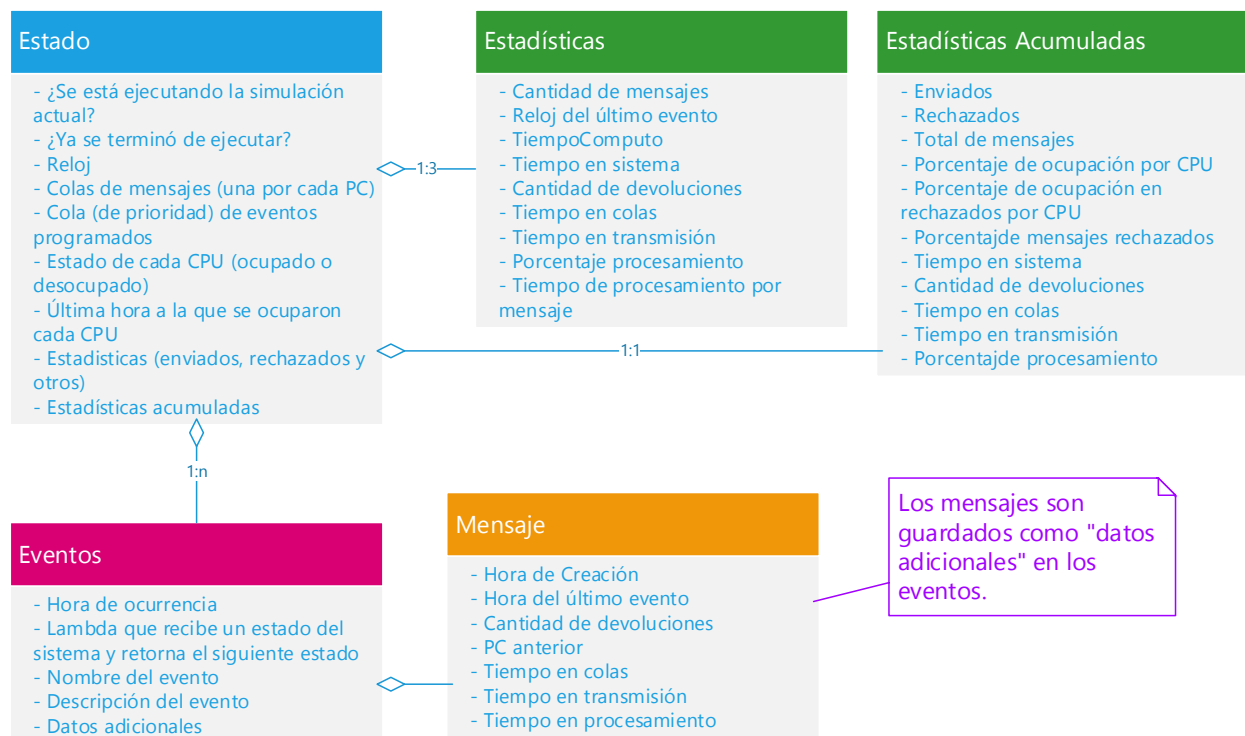 Estado
- ¿Se está ejecutando la simulación
actual?
- ¿Ya se terminó de ejecutar?
- Reloj
- Colas de mensajes (una por cada PC)
- Cola (de prioridad) de eventos
programados
- Estado de cada CPU (ocupado o
desocupado)
- Última hora a la que se ocuparon
cada CPU
- Estadisticas (enviados, rechazados y
otros)
- Estadísticas acumuladas
1:3
Estadísticas
- Cantidad de mensajes
- Reloj del último evento
- TiempoComputo
- Tiempo en sistema
- Cantidad de devoluciones
- Tiempo en colas
- Tiempo en transmisión
- Porcentaje procesamiento
- Tiempo de procesamiento por
mensaje
1:1
Estadísticas Acumuladas
- Enviados
- Rechazados
- Total de mensajes
- Porcentaje de ocupación por CPU
- Porcentaje de ocupación en
rechazados por CPU
- Porcentajde mensajes rechazados
- Tiempo en sistema
- Cantidad de devoluciones
- Tiempo en colas
- Tiempo en transmisión
- Porcentajde procesamiento
1:n
Eventos
- Hora de ocurrencia
- Lambda que recibe un estado del
sistema y retorna el siguiente estado
- Nombre del evento
- Descripción del evento
- Datos adicionales
Mensaje
- Hora de Creación
- Hora del último evento
- Cantidad de devoluciones
- PC anterior
- Tiempo en colas
- Tiempo en transmisión
- Tiempo en procesamiento
Los mensajes son
guardados como "datos
adicionales" en los
eventos.